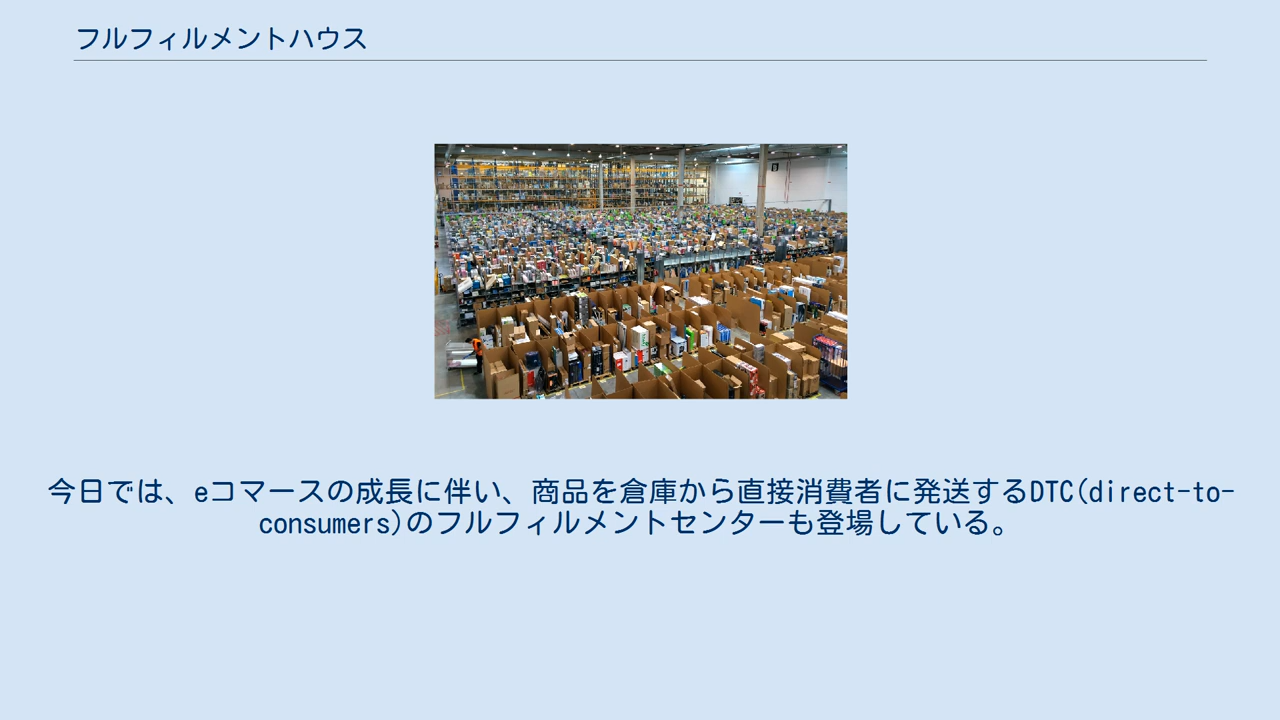 フルフィルメントハウス
今日では、eコマースの成長に伴い、商品を倉庫から直接消費者に発送するDTC(direct-to-
consumers)のフルフィルメントセンターも登場している。